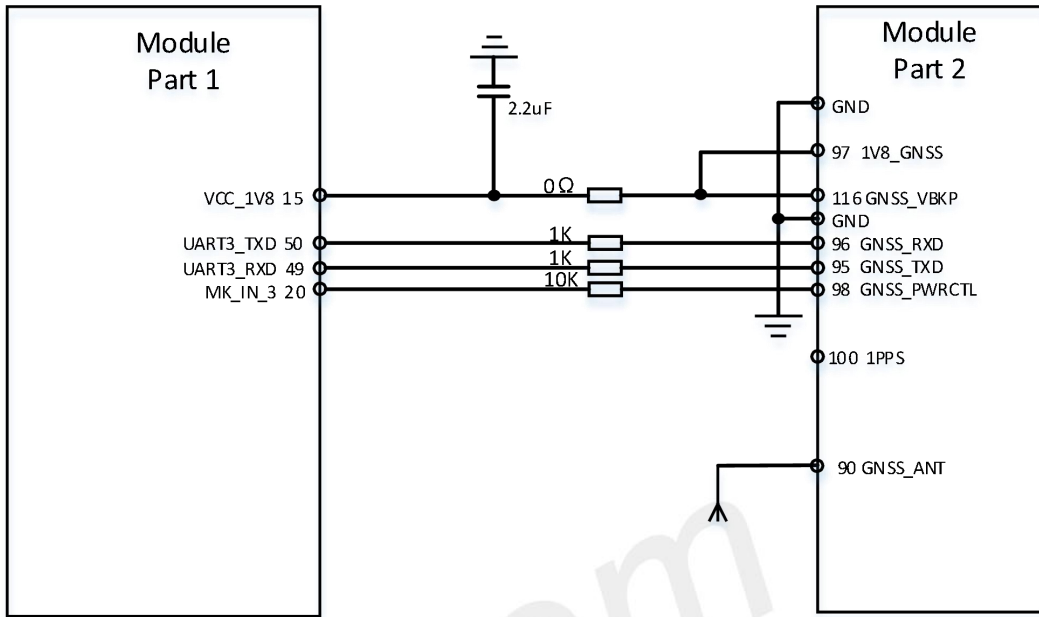 Module
Part 1
Module
Part 2
2.2uF
GND
97 1V8_GNSS
VCC_1V8 15
0Ω
116 GNSS_VBKP
GND
UART3_TXD 50
1K
96 GNSS_RXD
UART3_RXD 49
1K
95 GNSS_TXD
MK_IN_3 20
10K
98 GNSS_PWRCTL
100 1PPS
90 GNSS_ANT
om